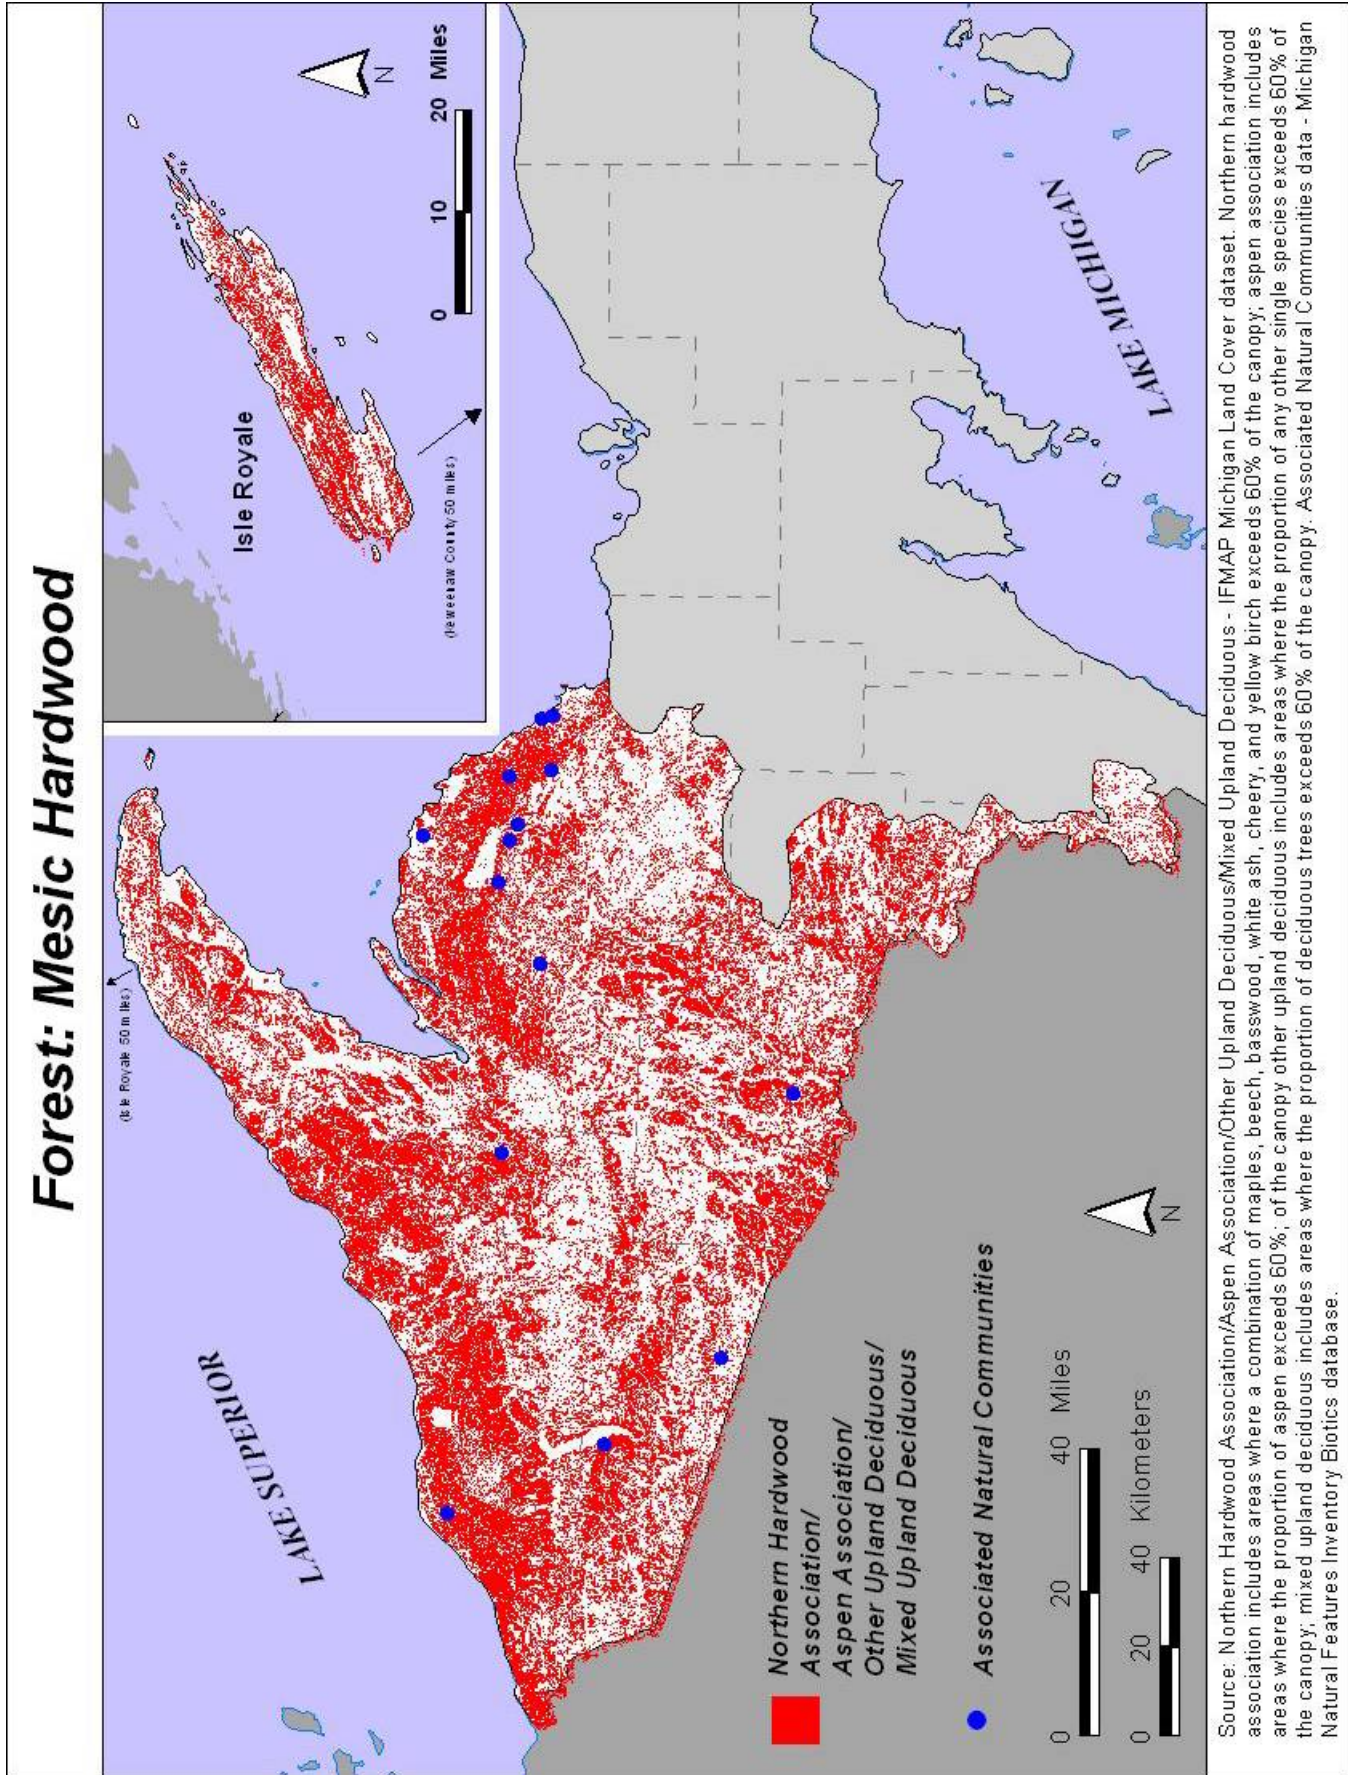 Forest: Mesic Hardwood
LAKE SUPERIOR
(Isle Royale 50 miles)
Isle Royale
(Keweenaw County 50 miles)
0 10 20 Miles
N
LAKE MICHIGAN
Northern Hardwood
Association/
Aspen Association/
Other Upland Deciduous/
Mixed Upland Deciduous
Associated Natural Communities
N
0 20 40 Miles
0 20 40 Kilometers
Source: Northern Hardwood Association/Aspen Association/Other Upland Deciduous/Mixed Upland Deciduous - IFMAP Michigan Land Cover dataset. Northern hardwood
association includes areas where a combination of maples, beech, basswood, white ash, cheery, and yellow birch exceeds 60% of the canopy; aspen association includes
areas where the proportion of aspen exceeds 60%; of the canopy other upland deciduous includes areas where the proportion of any other single species exceeds 60% of
the canopy; mixed upland deciduous includes areas where the proportion of deciduous trees exceeds 60% of the canopy. Associated Natural Communities data - Michigan
Natural Features Inventory Biotics database.